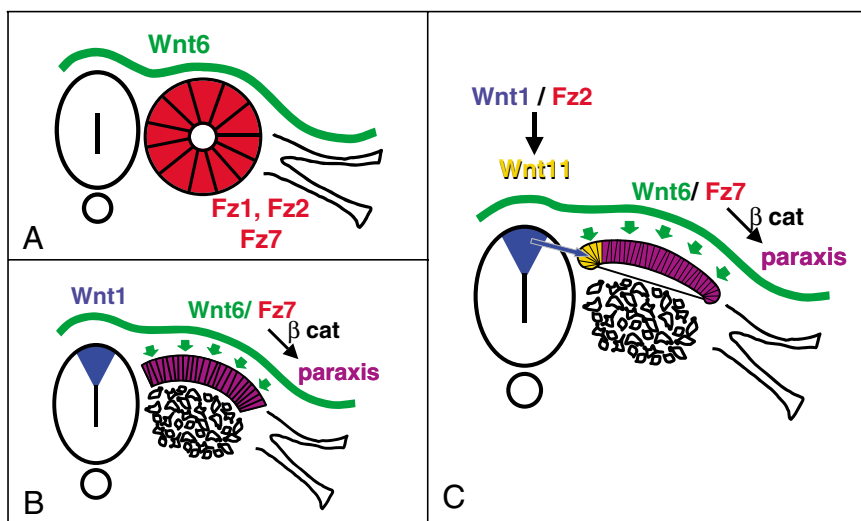 Wnt6
Fz1, Fz2
Fz7
A
Wnt1
Wnt6/ Fz7
β cat
paraxis
B
Wnt1 / Fz2
Wnt11
Wnt6/ Fz7
β cat
paraxis
C